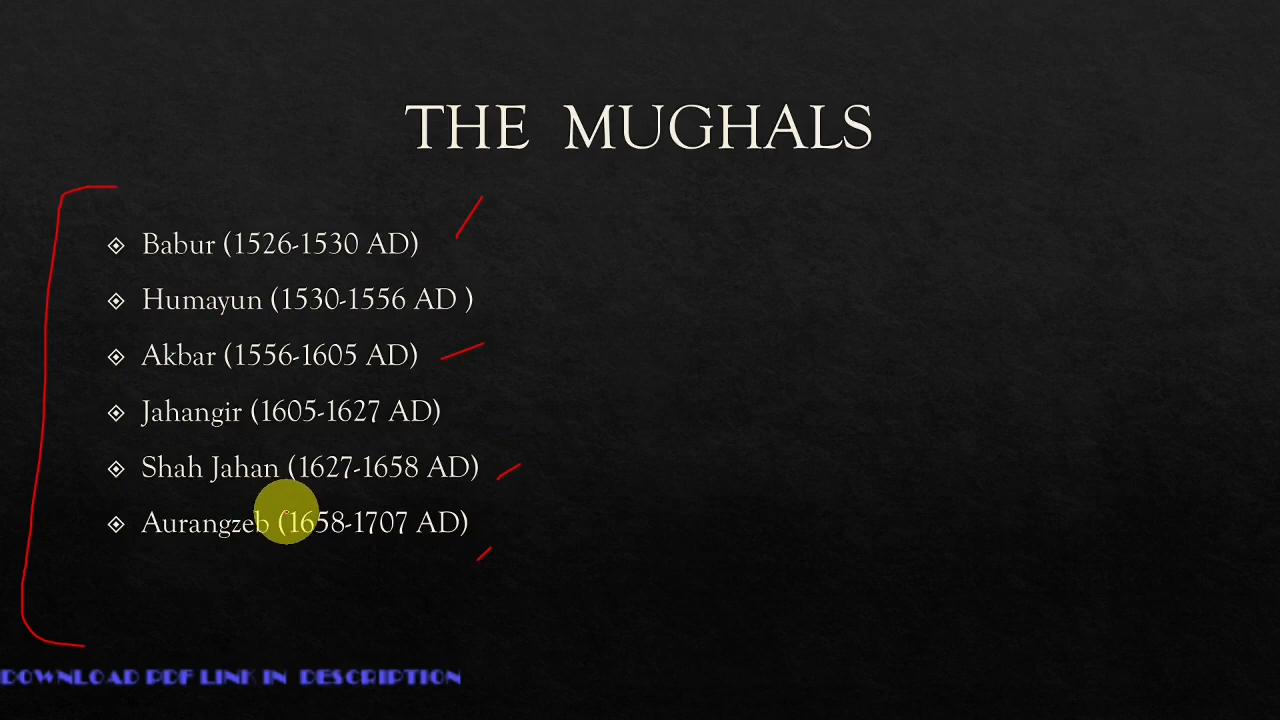 THE MUGHALS
Babur (1526-1530 AD)
Humayun (1530-1556 AD )
Akbar (1556-1605 AD)
Jahangir (1605-1627 AD)
Shah Jahan (1627-1658 AD)
Aurangzeb (1658-1707 AD)
DOWNLOAD PDF LINK IN DESCRIPTION